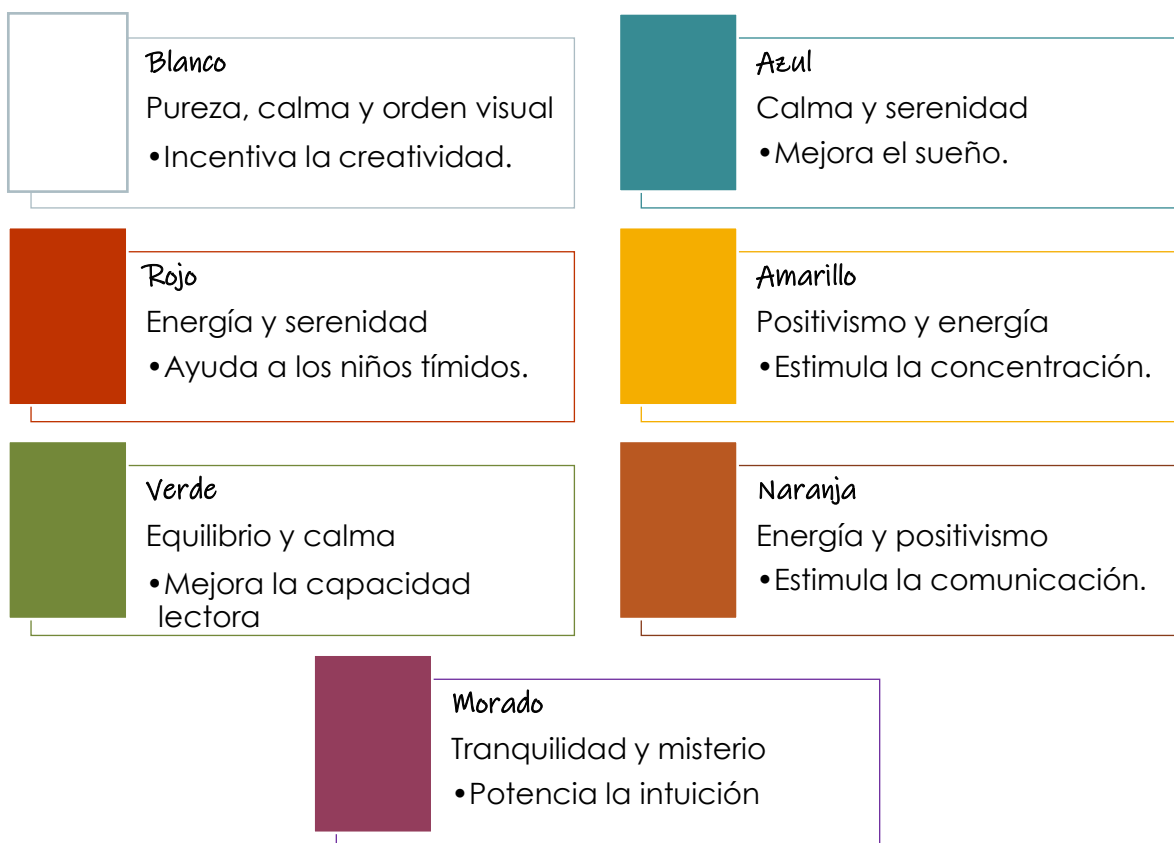 Blanco
Pureza, calma y orden visual
•Incentiva la creatividad.
Azul
Calma y serenidad
•Mejora el sueño.
Rojo
Energía y serenidad
•Ayuda a los niños tímidos.
Amarillo
Positivismo y energía
•Estimula la concentración.
Verde
Equilibrio y calma
•Mejora la capacidad
lectora
Naranja
Energía y positivismo
•Estimula la comunicación.
Morado
Tranquilidad y misterio
•Potencia la intuición